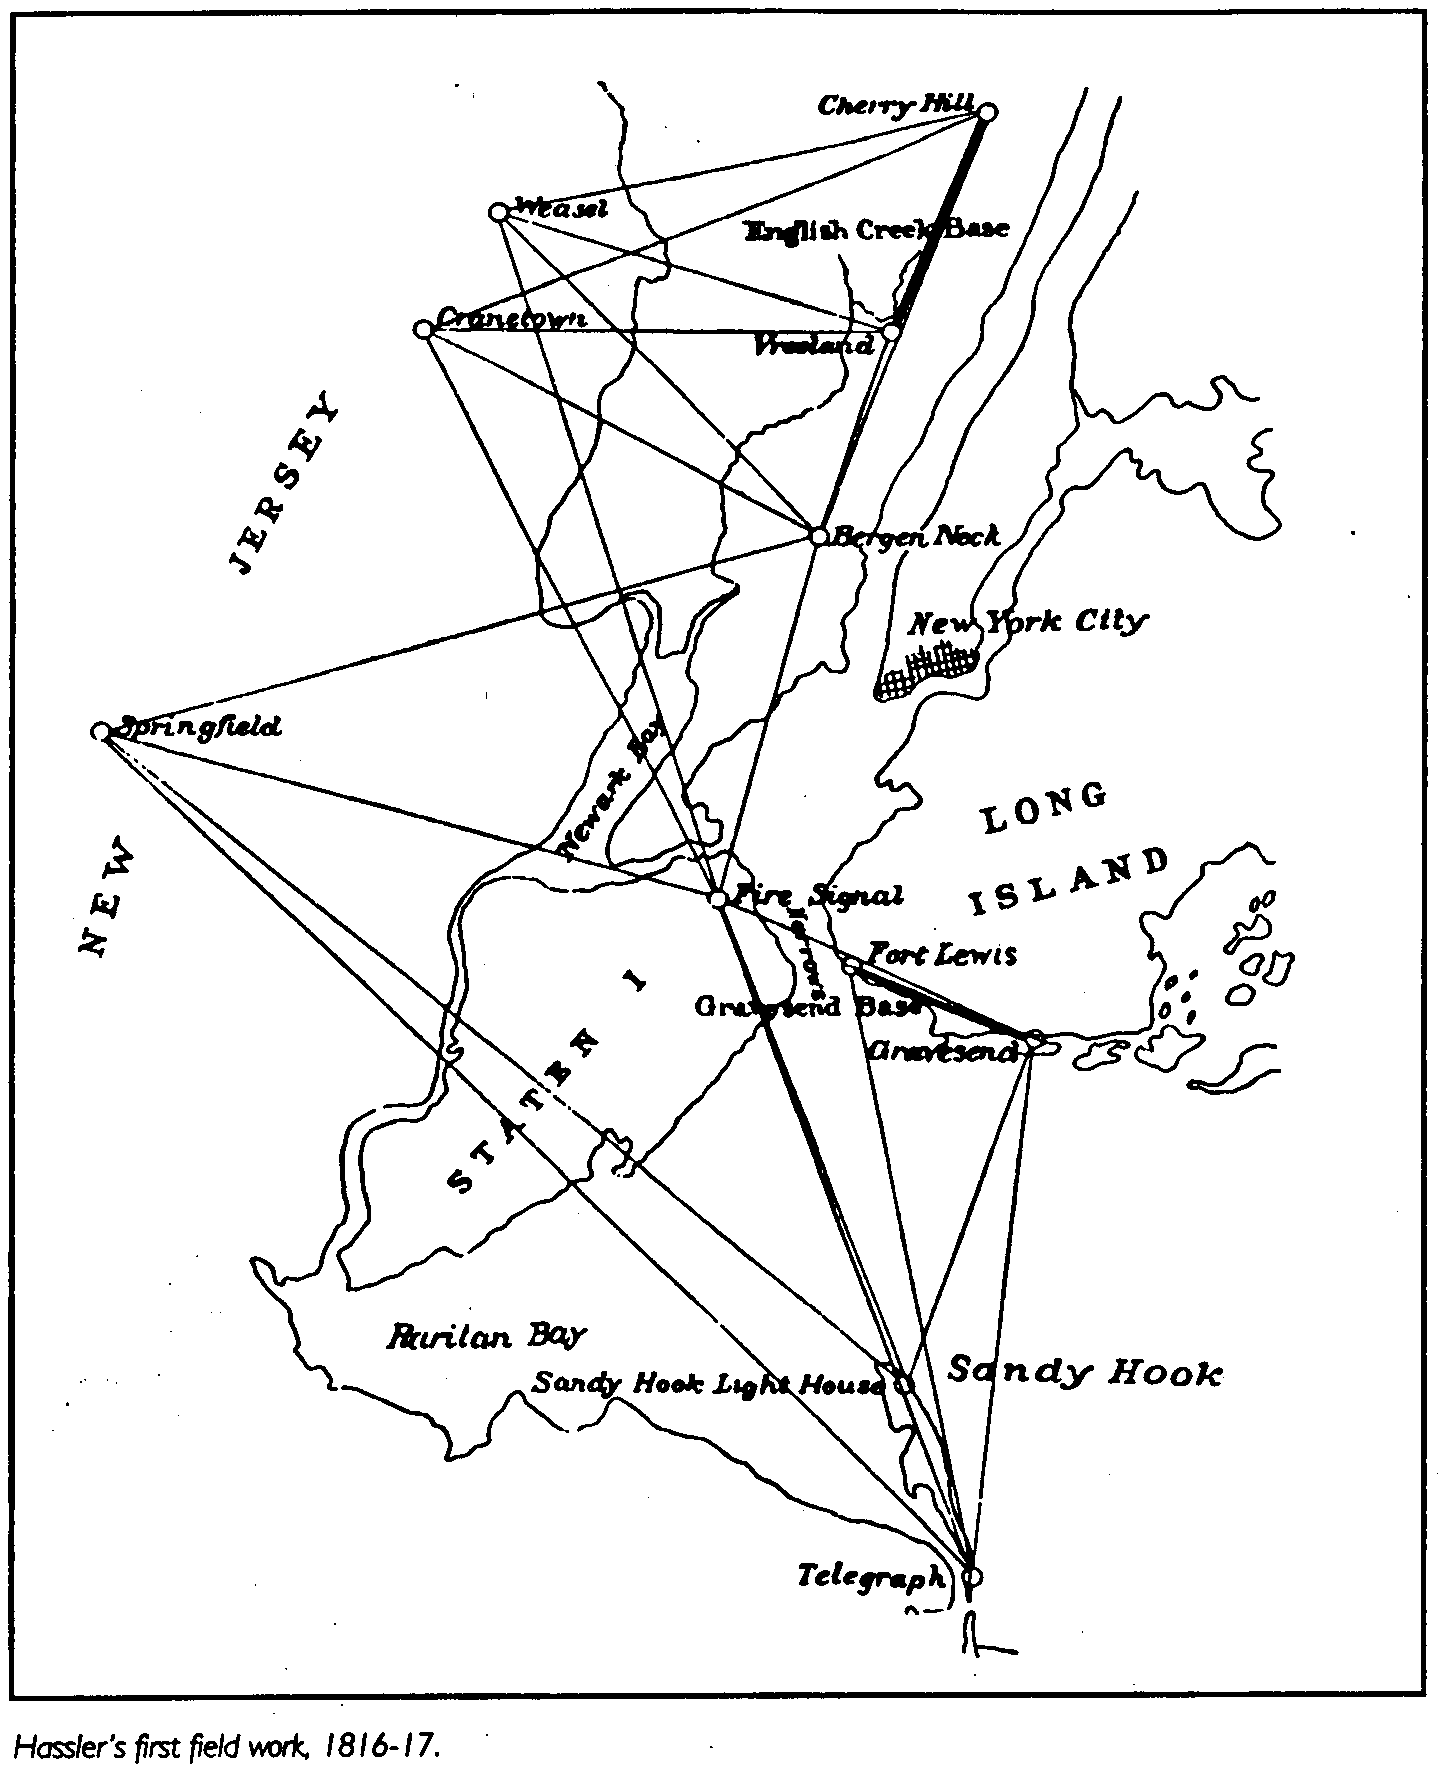 Cherry Hill
Weasel
English Creek Base
Cranetown
Vreeland
JERSEY
Bergen Neck
New York City
Springfield
Newark Bay
LONG
ISLAND
NEW
Fire Signal
Narrows
Fort Lewis
Gravesend Base
Gravesend
STATEN I
Raritan Bay
Sandy Hook
Sandy Hook Light House
Telegraph
Hassler's first field work, 1816-17.